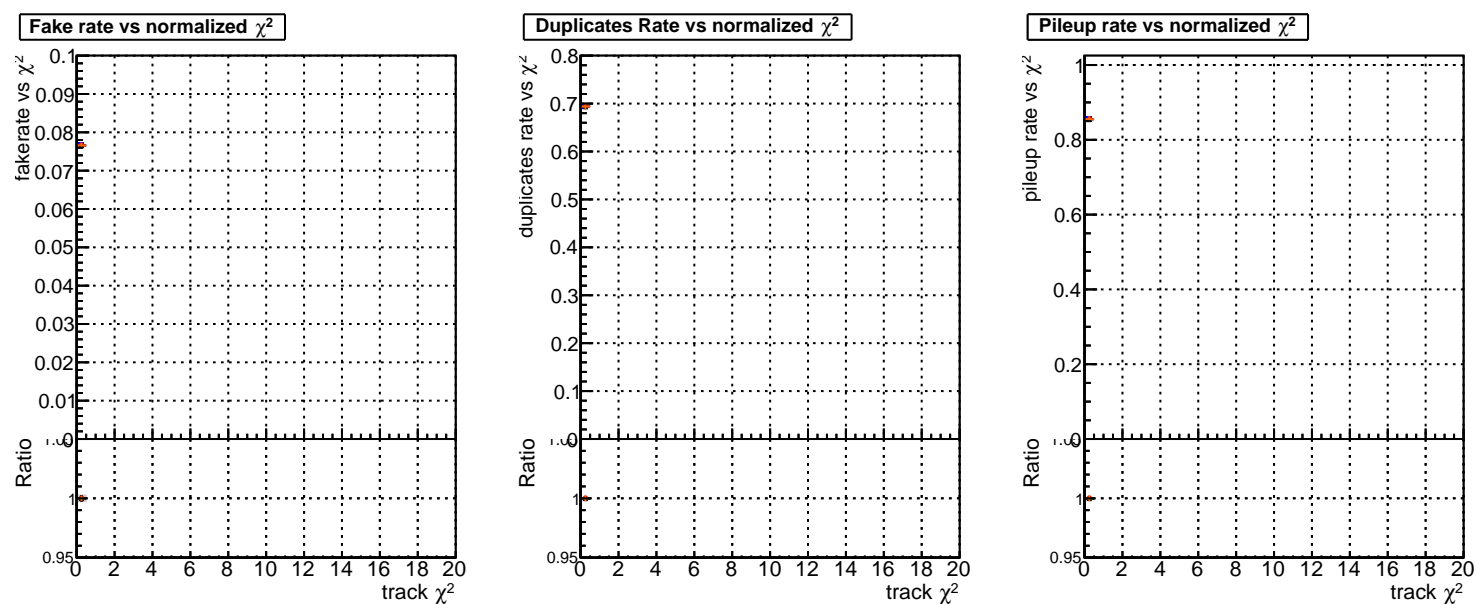 Fake rate vs normalized χ²
fakerate vs χ²
0.1
0.09
0.08
0.07
0.06
0.05
0.04
0.03
0.02
0.01
0
Ratio
1
0.95
0 2 4 6 8 10 12 14 16 18 20
track χ²
Duplicates Rate vs normalized χ²
duplicates rate vs χ²
0.8
0.7
0.6
0.5
0.4
0.3
0.2
0.1
0
Ratio
1
0.95
0 2 4 6 8 10 12 14 16 18 20
track χ²
Pileup rate vs normalized χ²
pileup rate vs χ²
1
0.8
0.6
0.4
0.2
0
Ratio
1
0.95
0 2 4 6 8 10 12 14 16 18 20
track χ²